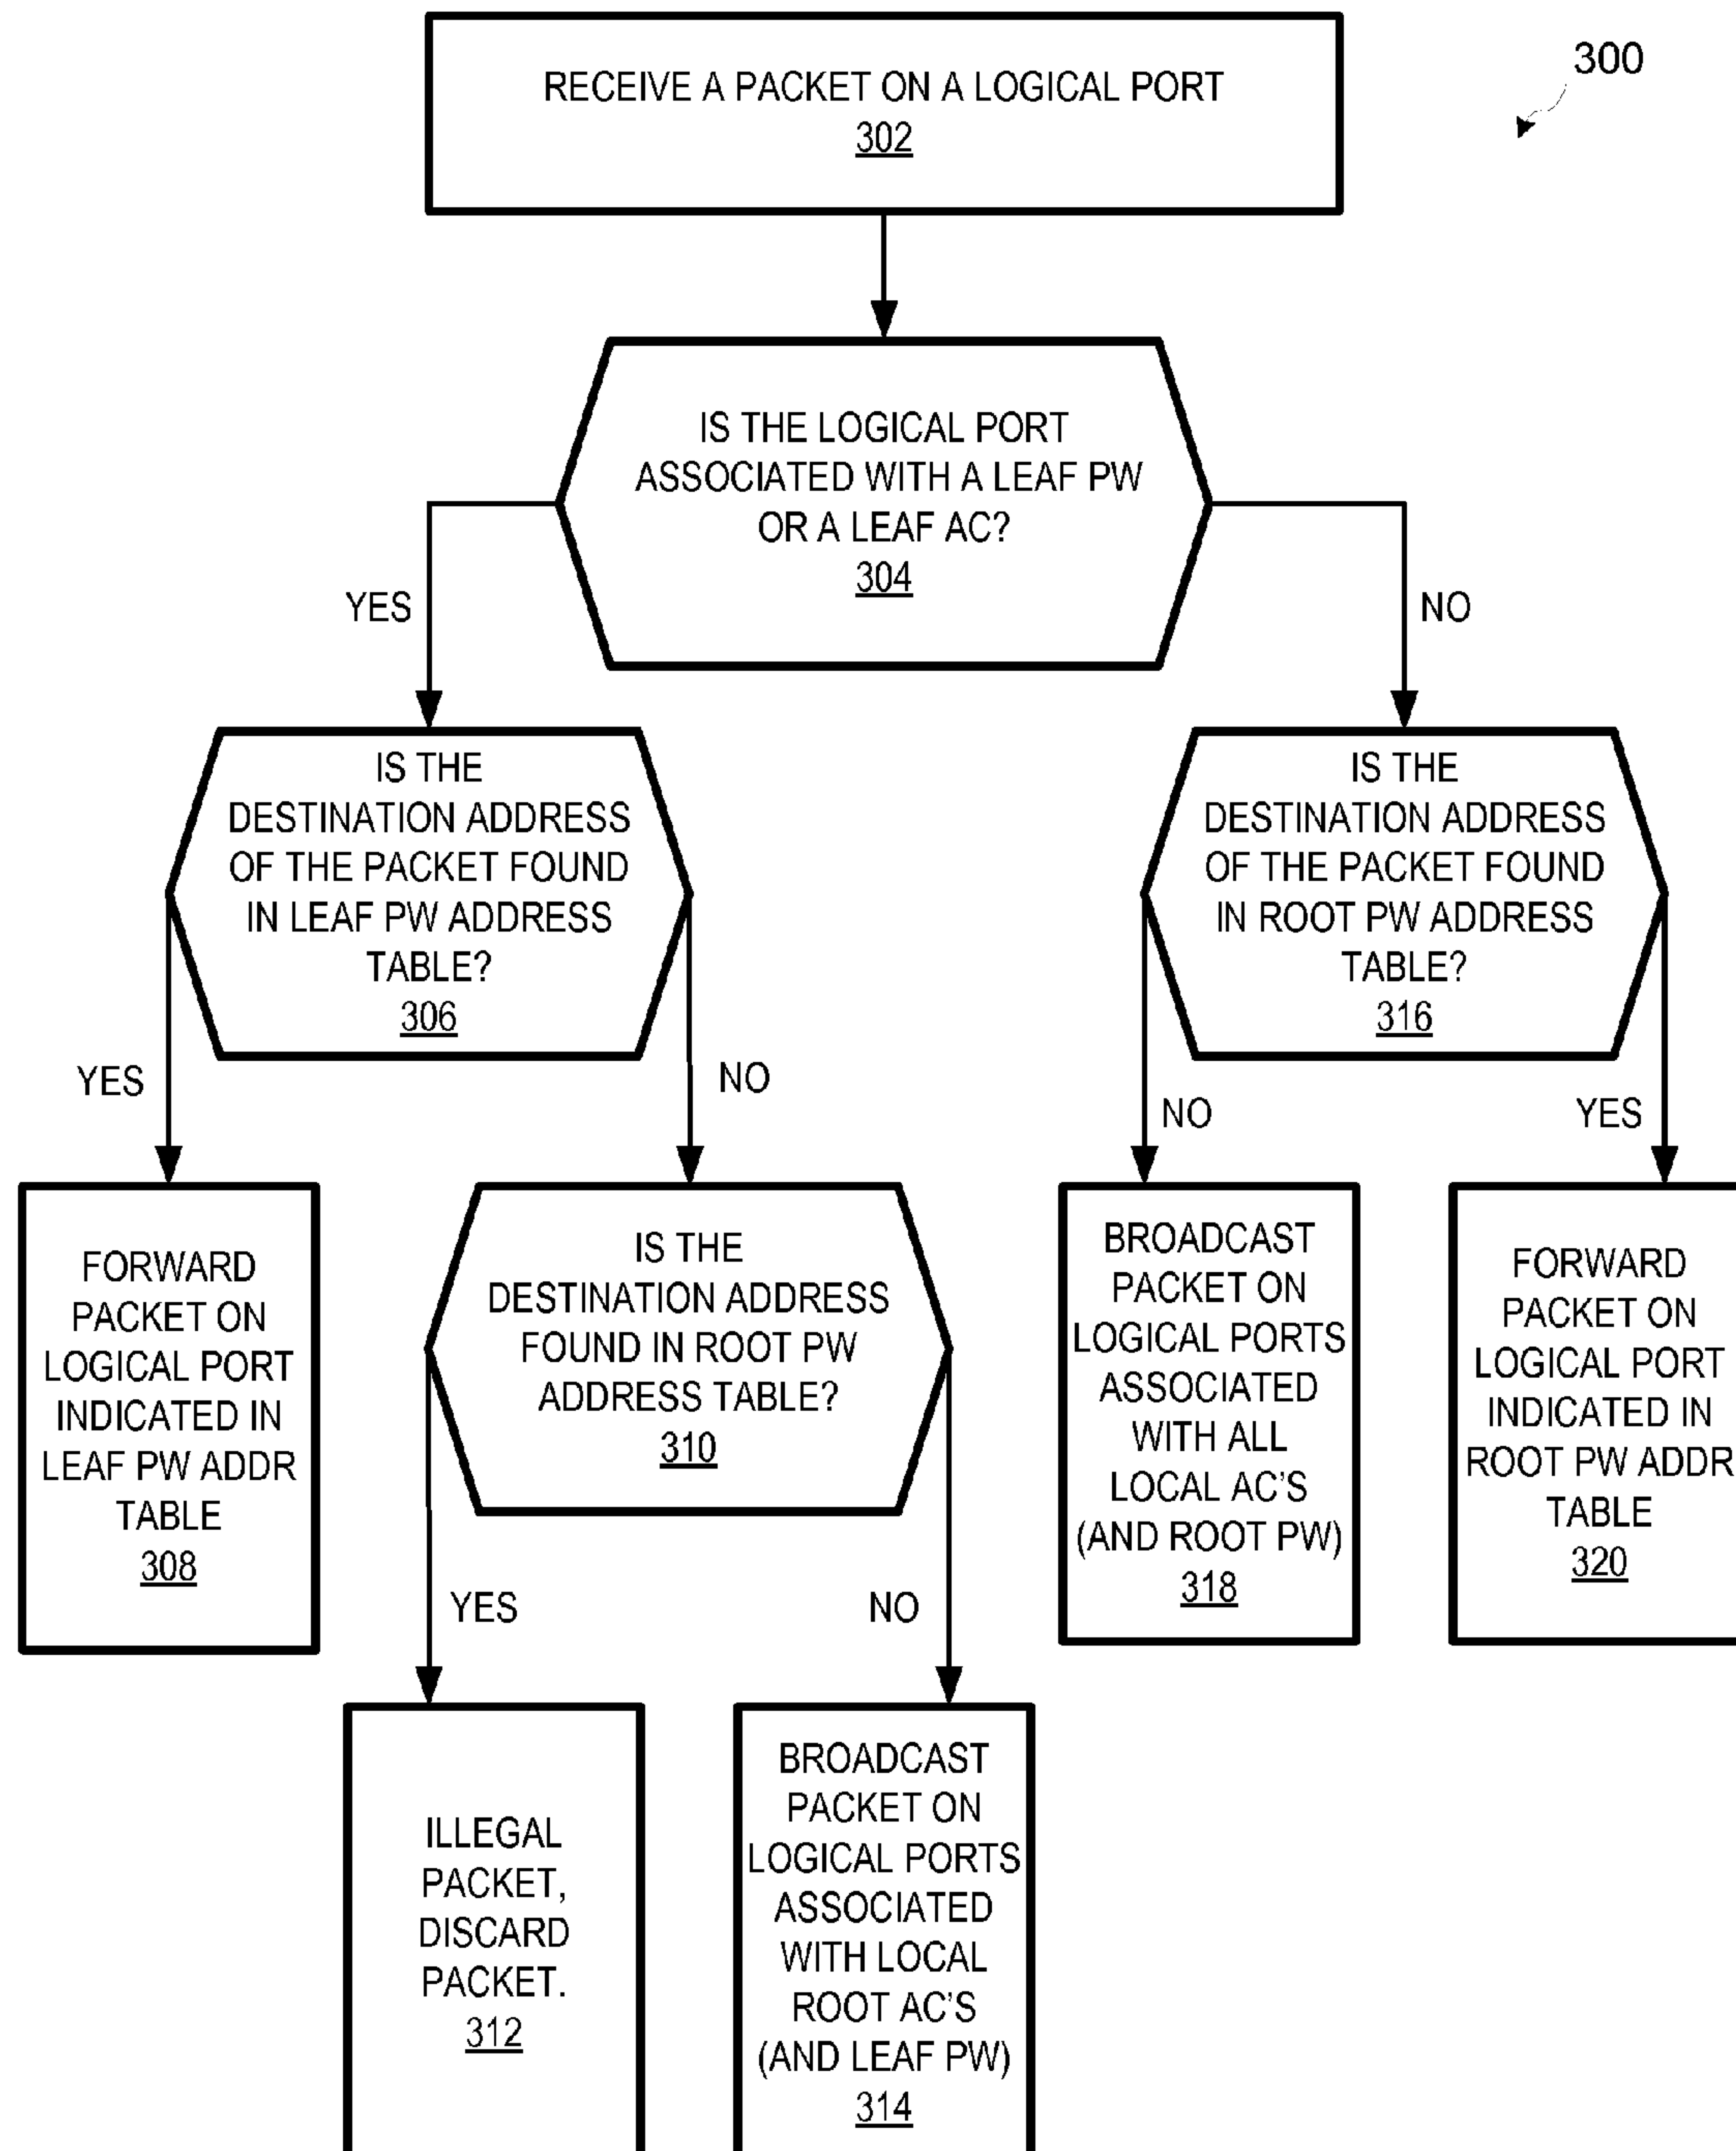 300
RECEIVE A PACKET ON A LOGICAL PORT
302
IS THE LOGICAL PORT
ASSOCIATED WITH A LEAF PW
OR A LEAF AC?
304
YES
NO
IS THE
DESTINATION ADDRESS
OF THE PACKET FOUND
IN LEAF PW ADDRESS
TABLE?
306
IS THE
DESTINATION ADDRESS
OF THE PACKET FOUND
IN ROOT PW ADDRESS
TABLE?
316
YES
NO
NO
YES
FORWARD
PACKET ON
LOGICAL PORT
INDICATED IN
LEAF PW ADDR
TABLE
308
IS THE
DESTINATION ADDRESS
FOUND IN ROOT PW
ADDRESS TABLE?
310
BROADCAST
PACKET ON
LOGICAL PORTS
ASSOCIATED
WITH ALL
LOCAL AC'S
(AND ROOT PW)
318
FORWARD
PACKET ON
LOGICAL PORT
INDICATED IN
ROOT PW ADDR
TABLE
320
YES
NO
ILLEGAL
PACKET,
DISCARD
PACKET.
312
BROADCAST
PACKET ON
LOGICAL PORTS
ASSOCIATED
WITH LOCAL
ROOT AC'S
(AND LEAF PW)
314